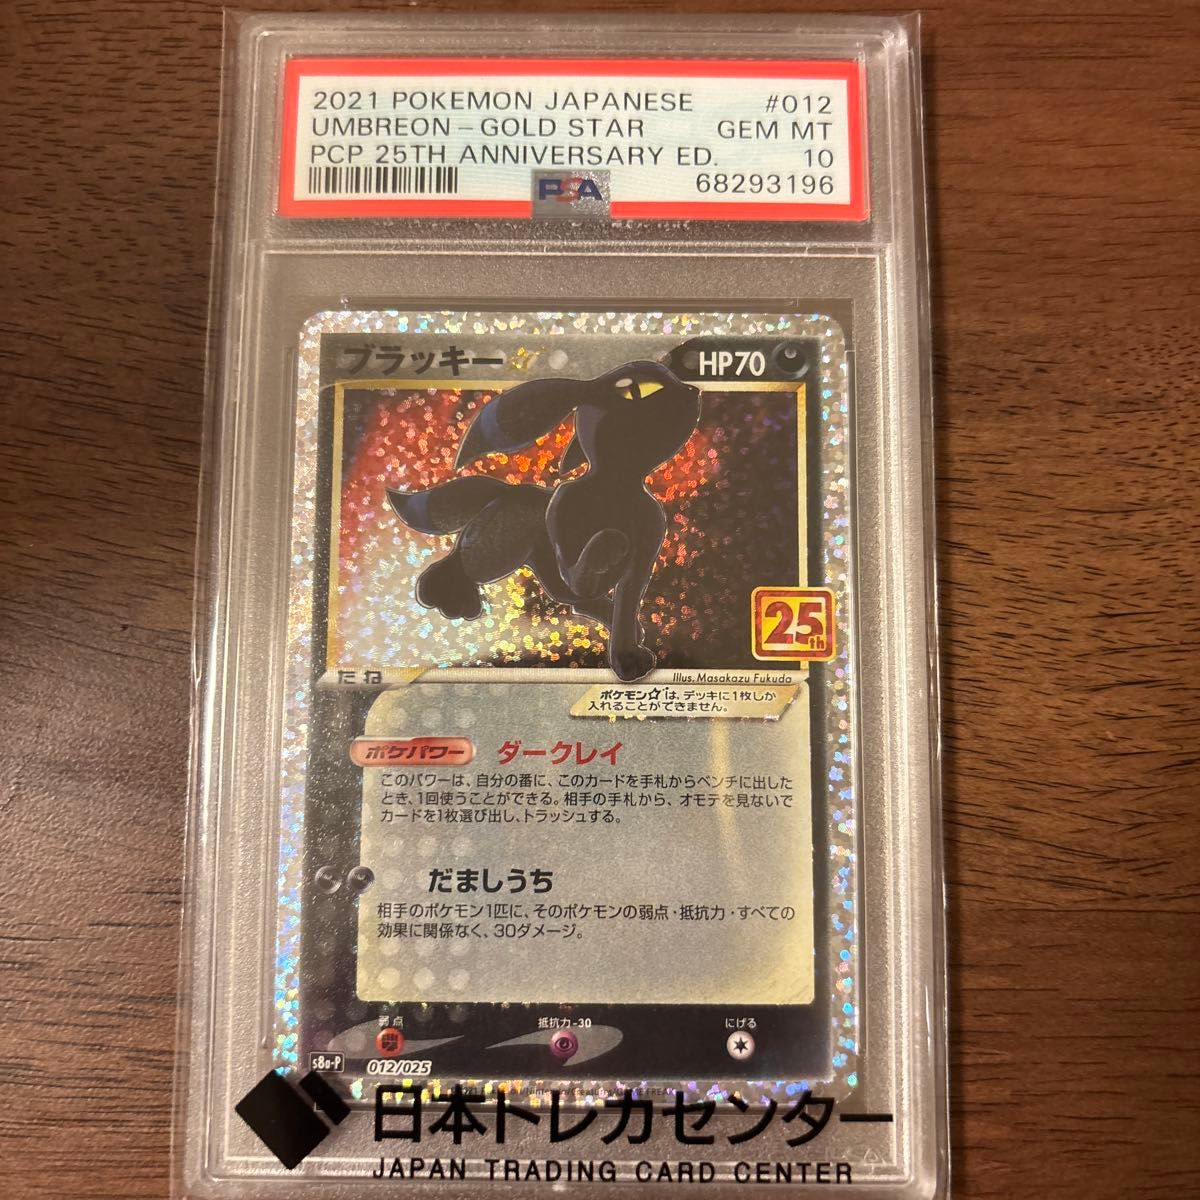 2021 POKEMON JAPANESE #012
UMBREON-GOLD STAR GEM MT
PCP 25TH ANNIVERSARY ED. 10
PSA 68293196
ブラッキー☆ HP70
25th
たね
Illus. Masakazu Fukuda
ポケモン☆は、デッキに1枚しか
入れることができません。
ポケパワー ダークレイ
このパワーは、自分の番に、このカードを手札からベンチに出した
とき、1回使うことができる。相手の手札から、オモテを見ないで
カードを1枚選び出し、トラッシュする。
だましうち
相手のポケモン1匹に、そのポケモンの弱点・抵抗力・すべての
効果に関係なく、30ダメージ。
弱点 抵抗力-30 にげる
s8a-P 012/025
日本トレカセンター
JAPAN TRADING CARD CENTER